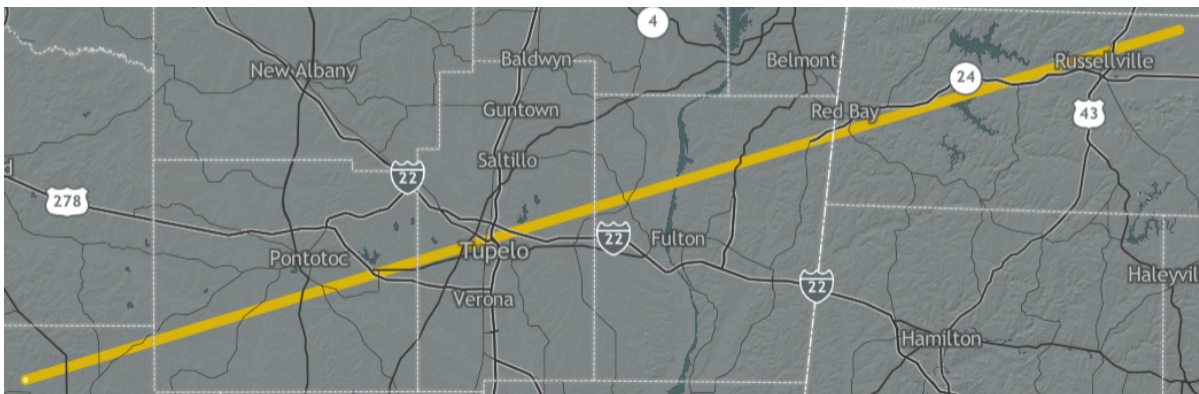 4
Baldwyn
Belmont
Russellville
New Albany
24
Guntown
Red Bay
43
Saltillo
22
278
22
Fulton
Tupelo
Pontotoc
Haleyvil
22
Verona
Hamilton
d